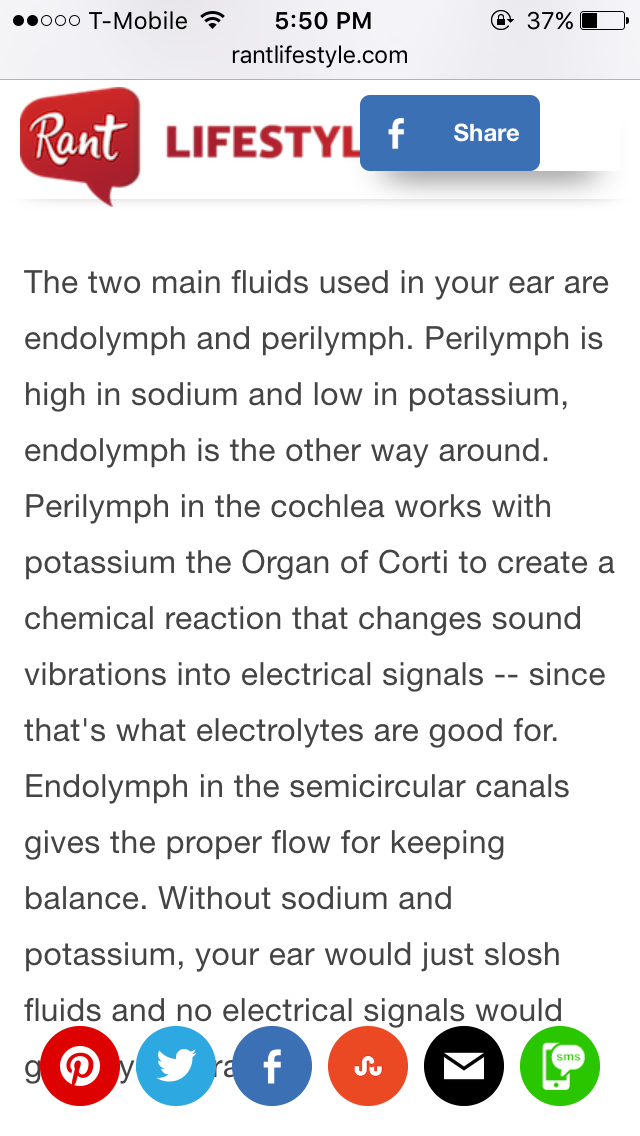 T-Mobile 5:50 PM 37%
rantlifestyle.com
Rant LIFESTYL
f Share
The two main fluids used in your ear are
endolymph and perilymph. Perilymph is
high in sodium and low in potassium,
endolymph is the other way around.
Perilymph in the cochlea works with
potassium the Organ of Corti to create a
chemical reaction that changes sound
vibrations into electrical signals -- since
that's what electrolytes are good for.
Endolymph in the semicircular canals
gives the proper flow for keeping
balance. Without sodium and
potassium, your ear would just slosh
fluids and no electrical signals would
sms